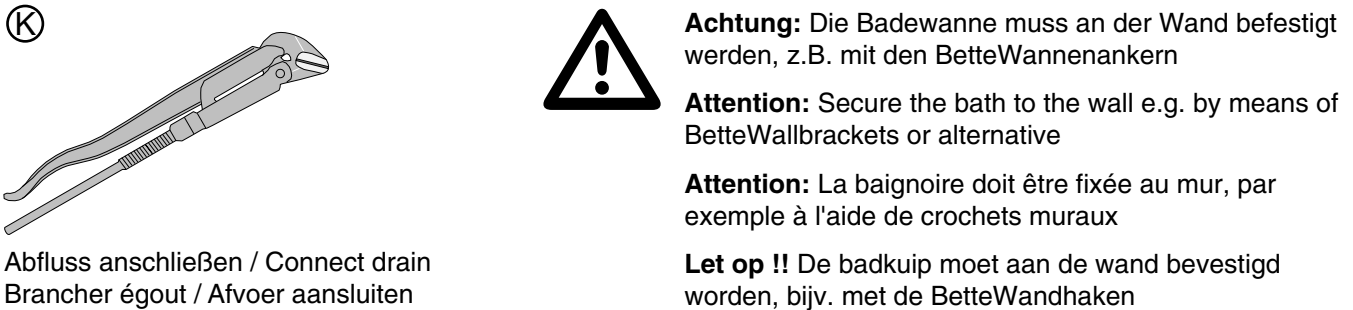 Ⓚ
Abfluss anschließen / Connect drain
Brancher égout / Afvoer aansluiten
Achtung: Die Badewanne muss an der Wand befestigt
werden, z.B. mit den BetteWannenankern
Attention: Secure the bath to the wall e.g. by means of
BetteWallbrackets or alternative
Attention: La baignoire doit être fixée au mur, par
exemple à l'aide de crochets muraux
Let op !! De badkuip moet aan de wand bevestigd
worden, bijv. met de BetteWandhaken